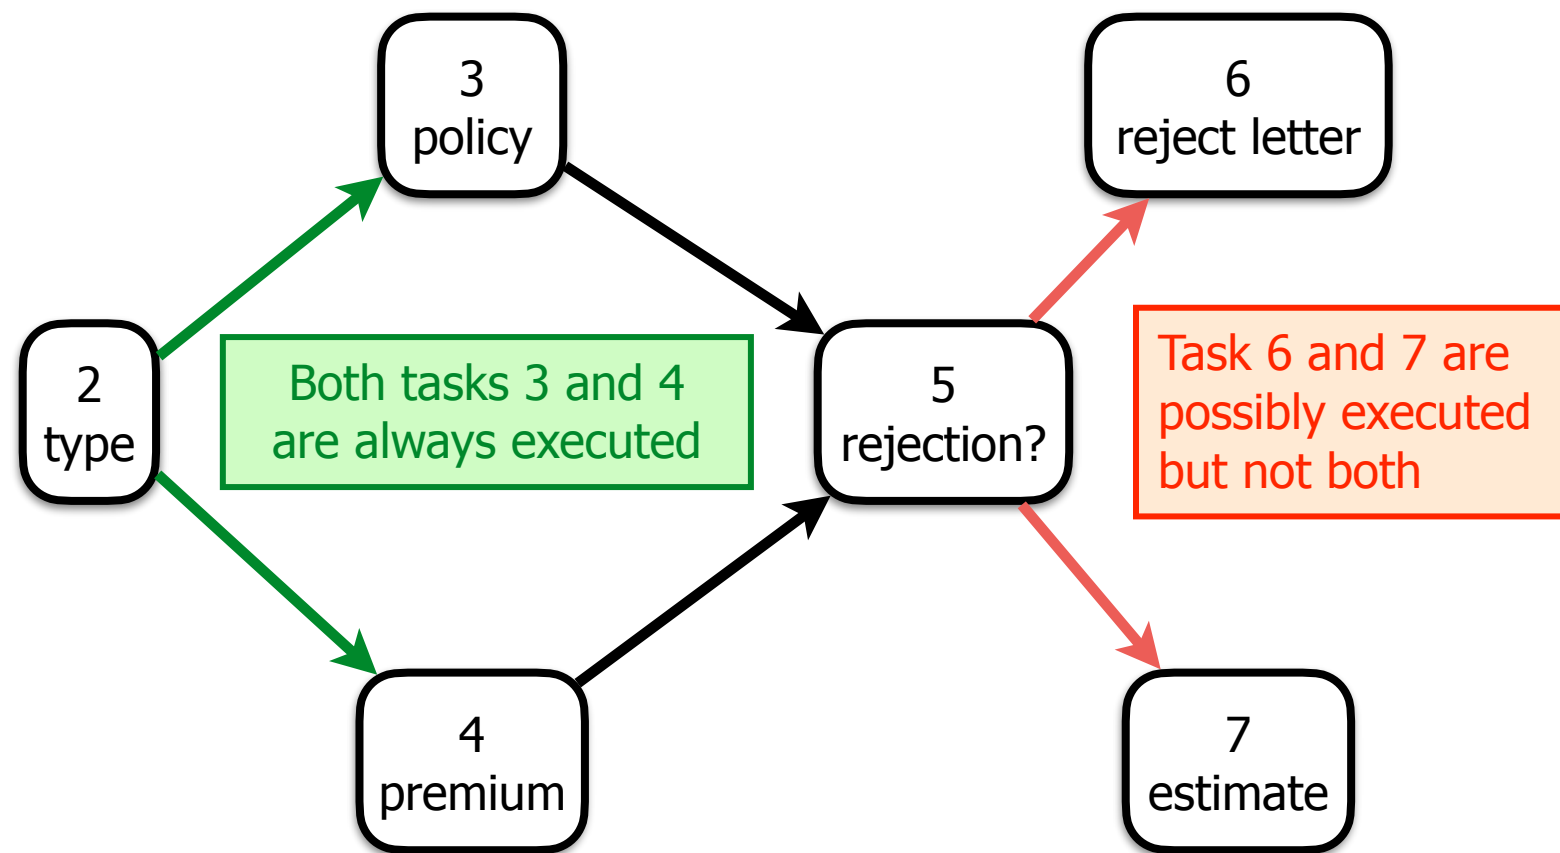 3
policy
6
reject letter
2
type
Both tasks 3 and 4
are always executed
5
rejection?
Task 6 and 7 are
possibly executed
but not both
4
premium
7
estimate